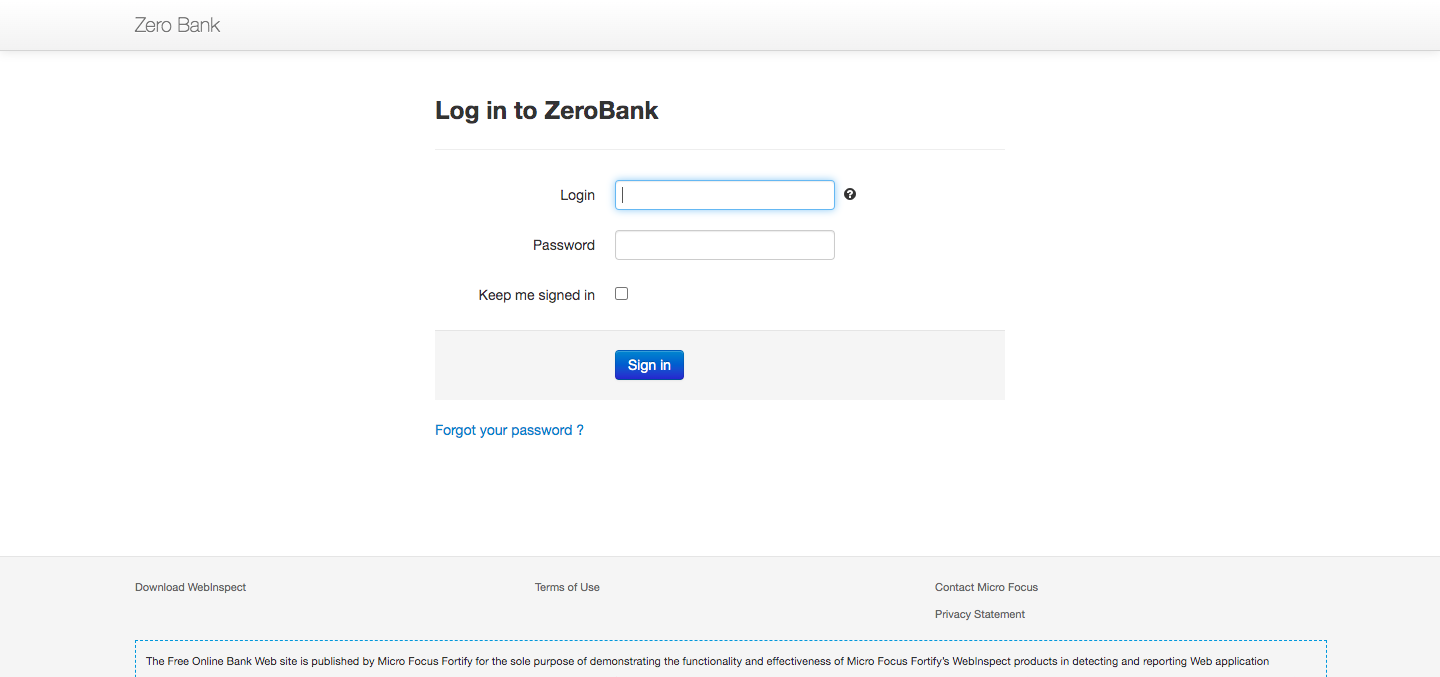 Zero Bank
Log in to ZeroBank
Login
Password
Keep me signed in
Sign in
Forgot your password ?
Download WebInspect
Terms of Use
Contact Micro Focus
Privacy Statement
The Free Online Bank Web site is published by Micro Focus Fortify for the sole purpose of demonstrating the functionality and effectiveness of Micro Focus Fortify's WebInspect products in detecting and reporting Web application